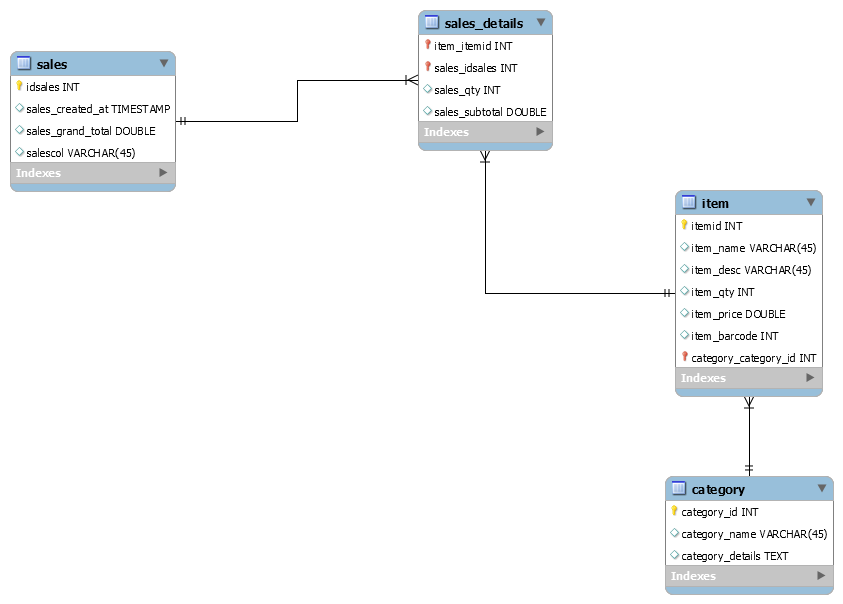 sales
idsales INT
sales_created_at TIMESTAMP
sales_grand_total DOUBLE
salescol VARCHAR(45)
Indexes
sales_details
item_itemid INT
sales_idsales INT
sales_qty INT
sales_subtotal DOUBLE
Indexes
item
itemid INT
item_name VARCHAR(45)
item_desc VARCHAR(45)
item_qty INT
item_price DOUBLE
item_barcode INT
category_category_id INT
Indexes
category
category_id INT
category_name VARCHAR(45)
category_details TEXT
Indexes